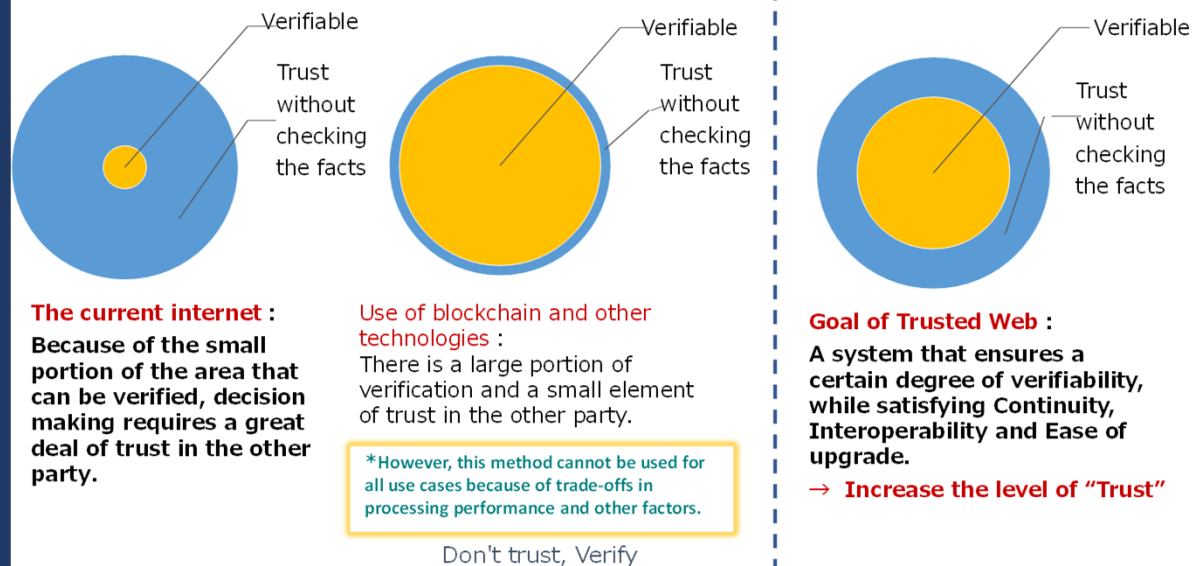 Verifiable
Trust
without
checking
the facts
The current internet :
Because of the small
portion of the area that
can be verified, decision
making requires a great
deal of trust in the other
party.
Verifiable
Trust
without
checking
the facts
Use of blockchain and other
technologies :
There is a large portion of
verification and a small element
of trust in the other party.
*However, this method cannot be used for
all use cases because of trade-offs in
processing performance and other factors.
Don't trust, Verify
Verifiable
Trust
without
checking
the facts
Goal of Trusted Web :
A system that ensures a
certain degree of verifiability,
while satisfying Continuity,
Interoperability and Ease of
upgrade.
→ Increase the level of “Trust”